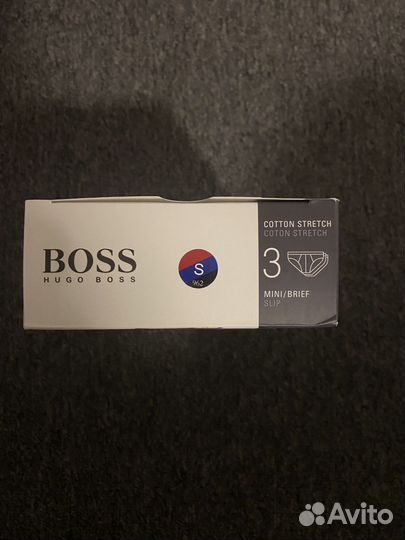 BOSS
HUGO BOSS
S
962
COTTON STRETCH
COTON STRETCH
3
MINI/BRIEF
SLIP
Avito